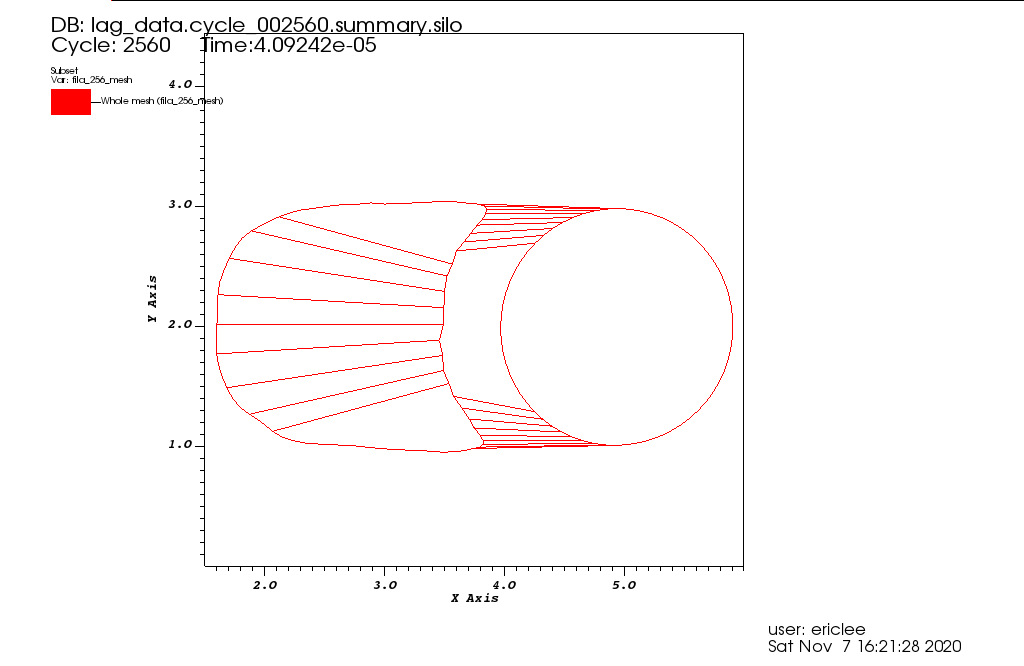 DB: lag_data.cycle_002560.summary.silo
Cycle: 2560 Time:4.09242e-05
Subset
Var: fila_256_mesh
Whole mesh (fila_256_mesh)
4.0
3.0
2.0
1.0
Y Axis
2.0 3.0 4.0 5.0
X Axis
user: ericlee
Sat Nov 7 16:21:28 2020